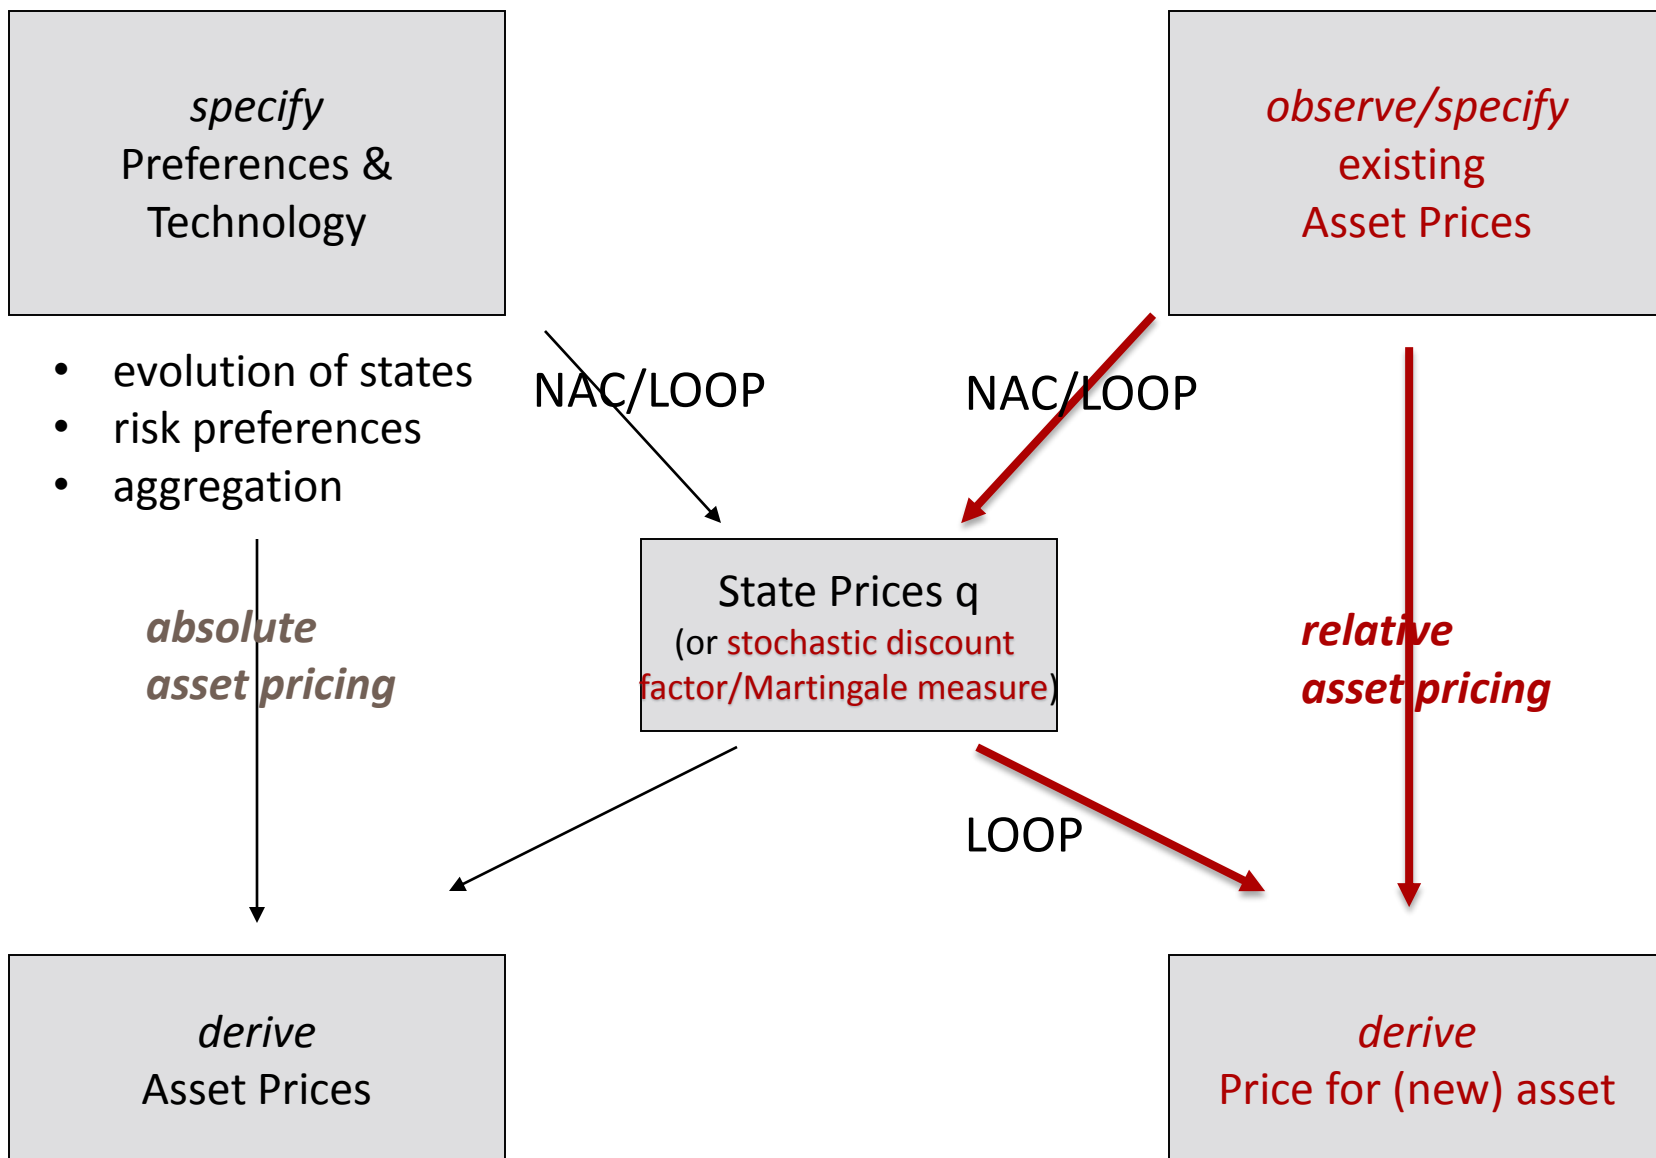 specify
Preferences &
Technology
observe/specify
existing
Asset Prices
• evolution of states
• risk preferences
• aggregation
NAC/LOOP
NAC/LOOP
absolute
asset pricing
State Prices q
(or stochastic discount
factor/Martingale measure)
relative
asset pricing
LOOP
derive
Asset Prices
derive
Price for (new) asset